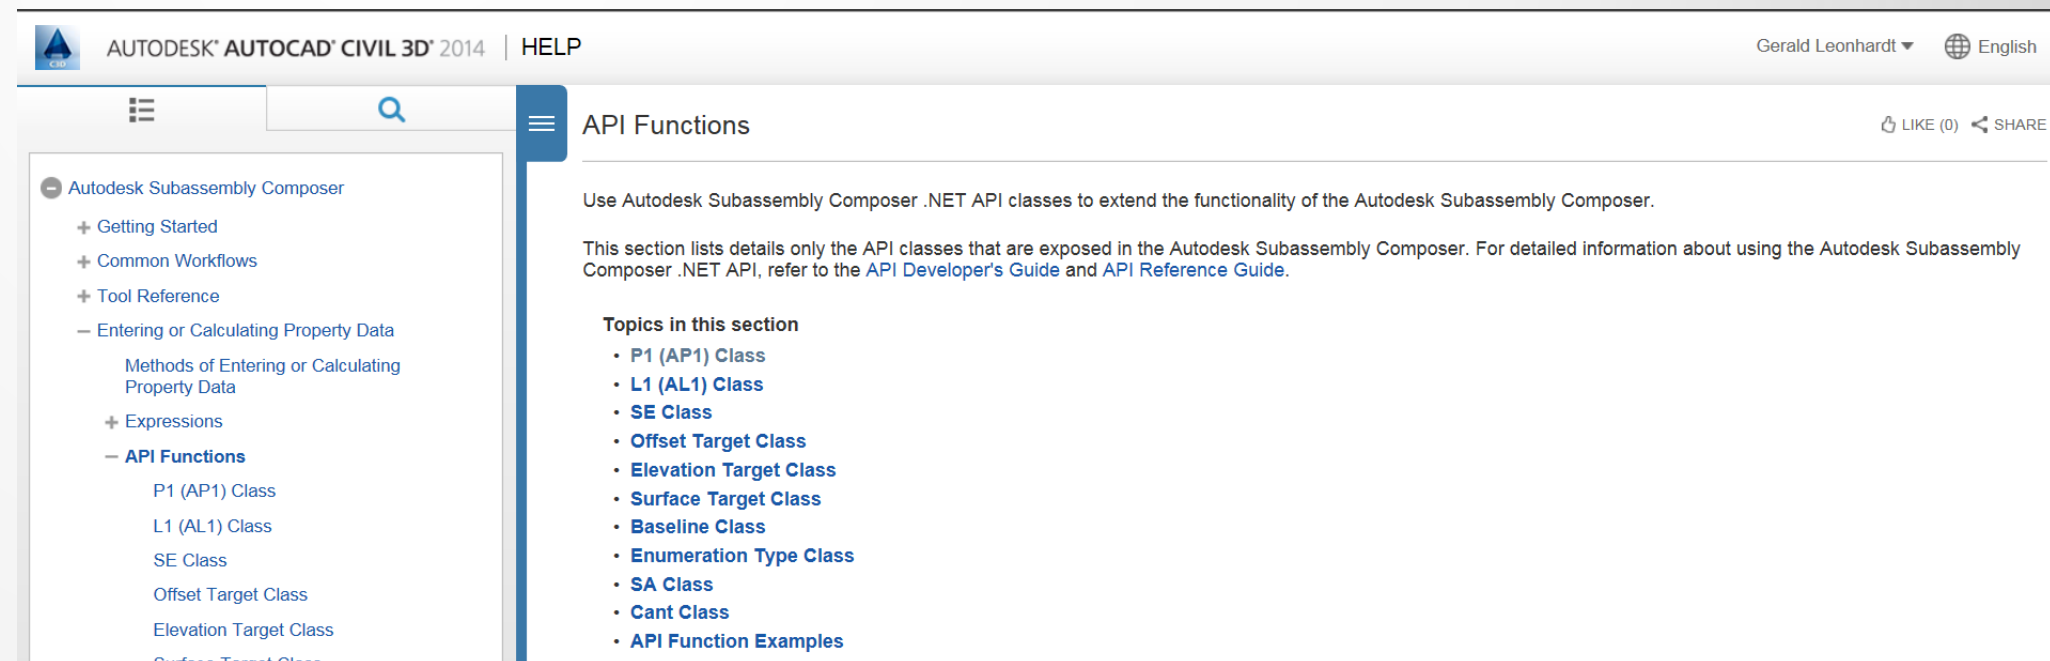 AUTODESK® AUTOCAD® CIVIL 3D® 2014 | HELP
Gerald Leonhardt
English
C3D
API Functions
LIKE (0)
SHARE
Autodesk Subassembly Composer
Getting Started
Common Workflows
Tool Reference
Entering or Calculating Property Data
Methods of Entering or Calculating
Property Data
Expressions
API Functions
P1 (AP1) Class
L1 (AL1) Class
SE Class
Offset Target Class
Elevation Target Class
Surface Target Class
Use Autodesk Subassembly Composer .NET API classes to extend the functionality of the Autodesk Subassembly Composer.
This section lists details only the API classes that are exposed in the Autodesk Subassembly Composer. For detailed information about using the Autodesk Subassembly
Composer .NET API, refer to the API Developer's Guide and API Reference Guide.
Topics in this section
• P1 (AP1) Class
• L1 (AL1) Class
• SE Class
• Offset Target Class
• Elevation Target Class
• Surface Target Class
• Baseline Class
• Enumeration Type Class
• SA Class
• Cant Class
• API Function Examples